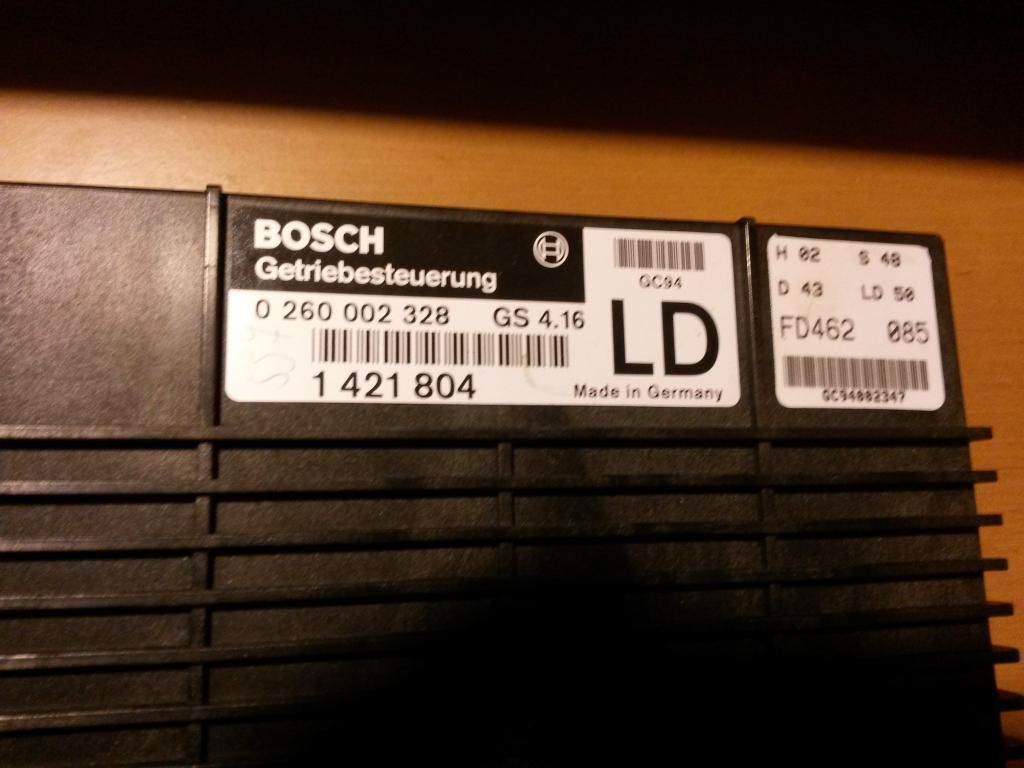 BOSCH
Getriebesteuerung
0 260 002 328 GS 4.16
1 421 804
GC94
LD
Made in Germany
H 02 S 48
D 43 LD 50
FD462 085
GC94002347